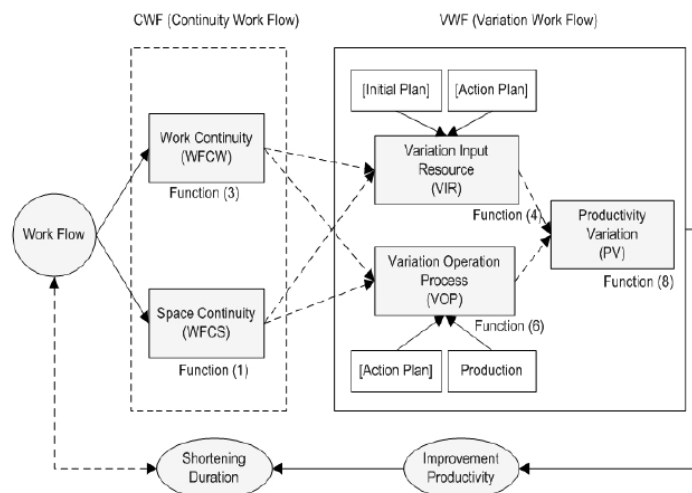 CWF (Continuity Work Flow)
VWF (Variation Work Flow)
[Initial Plan]
[Action Plan]
Work Continuity
(WFCW)
Function (3)
Variation Input
Resource
(VIR)
Function (4)
Work Flow
Productivity
Variation
(PV)
Function (8)
Variation Operation
Process
(VOP)
Function (6)
Space Continuity
(WFCS)
Function (1)
[Action Plan]
Production
Shortening
Duration
Improvement
Productivity